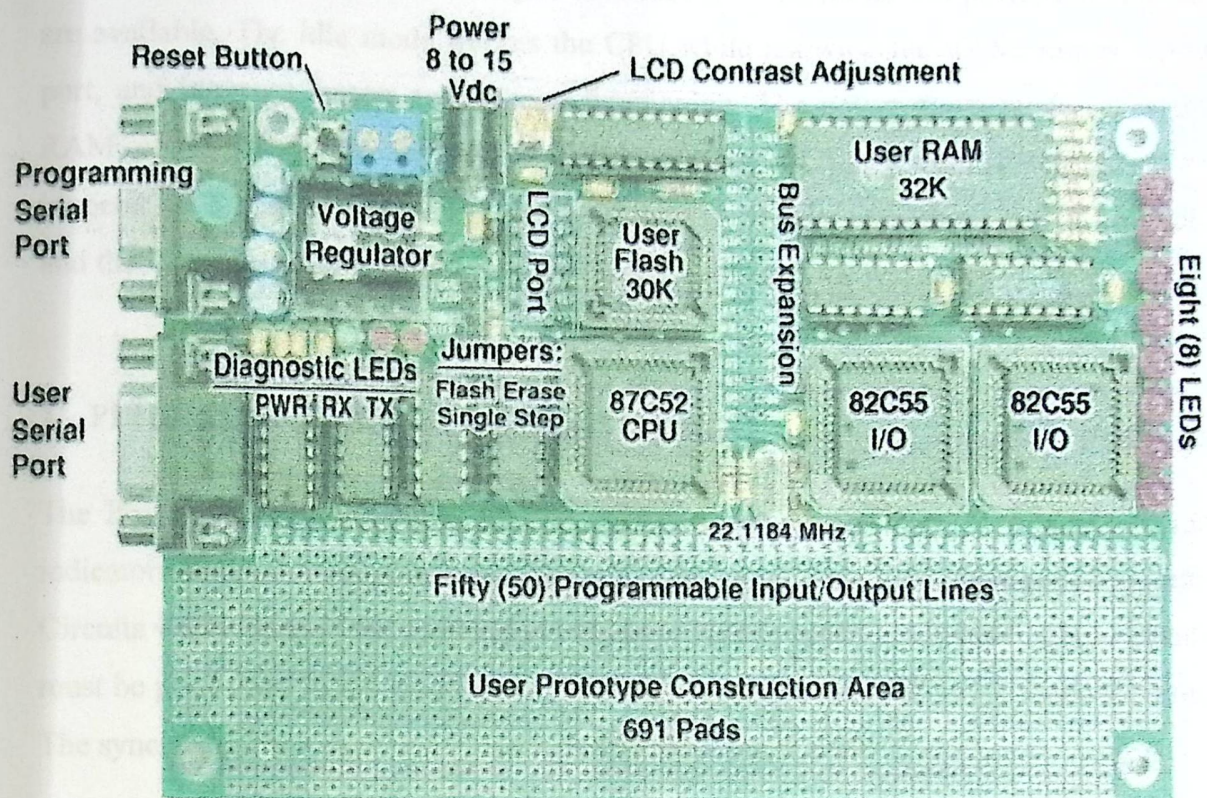 Power
8 to 15
Vdc
Reset Button
LCD Contrast Adjustment
Programming
Serial
Port
Voltage
Regulator
LCD Port
User
Flash
30K
Bus Expansion
User RAM
32K
Eight (8) LEDs
User
Serial
Port
Diagnostic LEDs
PWR RX TX
Jumpers:
Flash Erase
Single Step
87C52
CPU
82C55
I/O
82C55
I/O
22.1184 MHz
Fifty (50) Programmable Input/Output Lines
User Prototype Construction Area
691 Pads